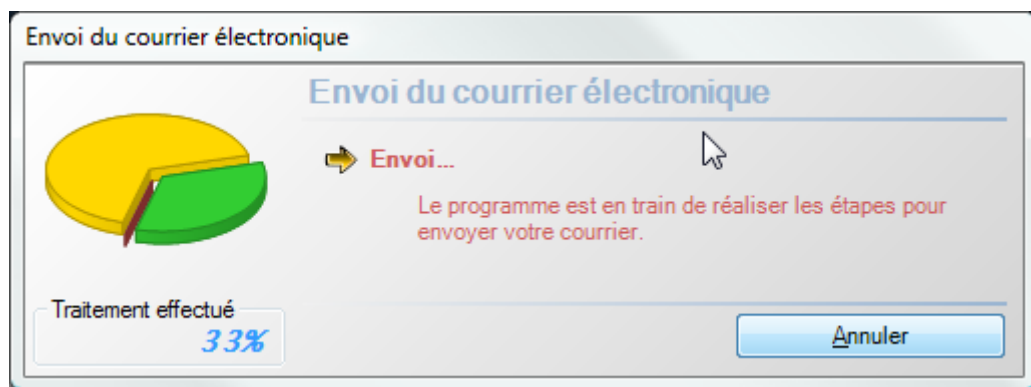 Envoi du courrier électronique
Envoi du courrier électronique
Envoi...
Le programme est en train de réaliser les étapes pour
envoyer votre courrier.
Traitement effectué
33%
Annuler